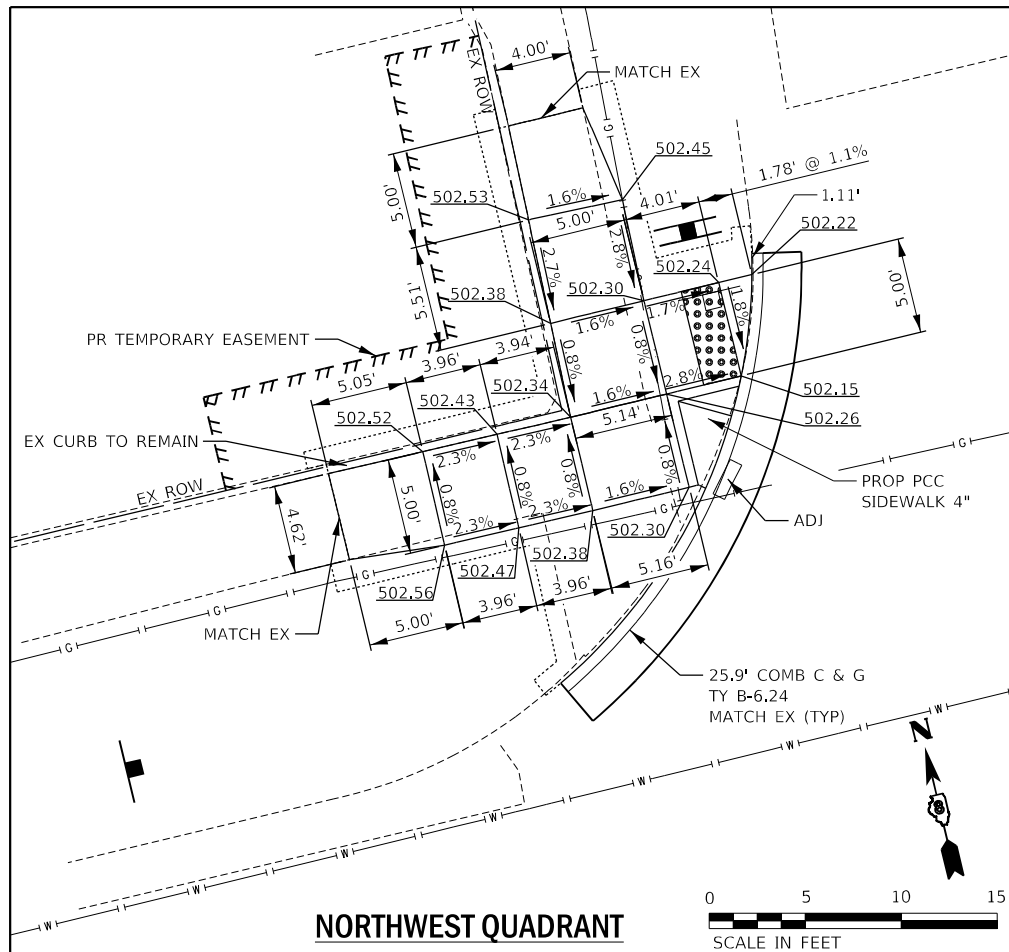 EX ROW
4.00'
MATCH EX
G
5.00'
502.53
1.6%
502.45
4.01'
1.78' @ 1.1%
1.11'
502.22
5.00'
2.8%
2.7%
5.51'
502.24
502.30
502.38
1.8%
5.00'
1.7%
1.6%
PR TEMPORARY EASEMENT
3.94'
3.96'
5.05'
0.8%
0.8%
502.34
2.8%
502.15
502.43
1.6%
502.52
5.14'
502.26
EX CURB TO REMAIN
2.3%
2.3%
EX ROW
G
4.62'
5.00'
0.8%
0.8%
0.8%
0.8%
1.6%
2.3%
2.3%
G
PROP PCC
SIDEWALK 4"
ADJ
G
502.30
502.38
502.47
502.56
5.16'
3.96'
3.96'
5.00'
G
G
G
MATCH EX
25.9' COMB C & G
TY B-6.24
MATCH EX (TYP)
W
W
W
W
W
W
W
N
8
NORTHWEST QUADRANT
0 5 10 15
SCALE IN FEET